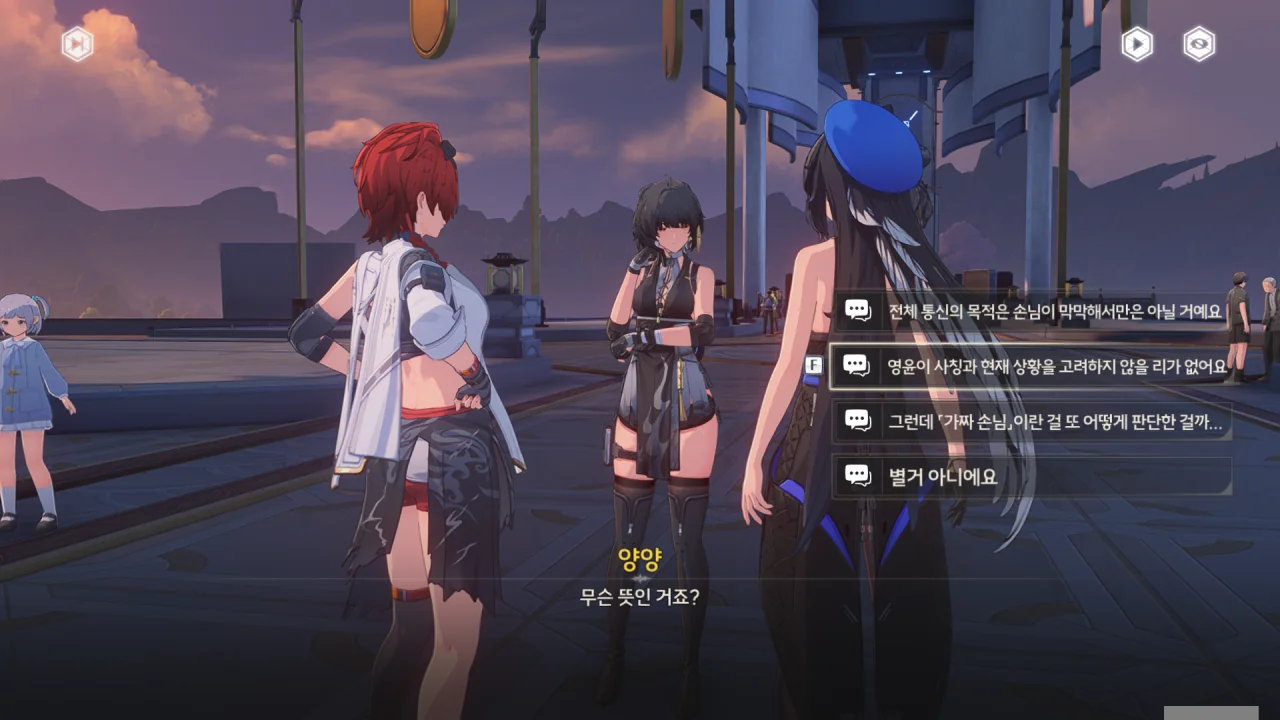 전체 통신의 목적은 손님이 막막해서만은 아닐 거예요
F
영윤이 사칭과 현재 상황을 고려하지 않을 리가 없어요
그런데 「가짜 손님」이란 걸 또 어떻게 판단한 걸까...
별거 아니에요
양양
무슨 뜻인 거죠?